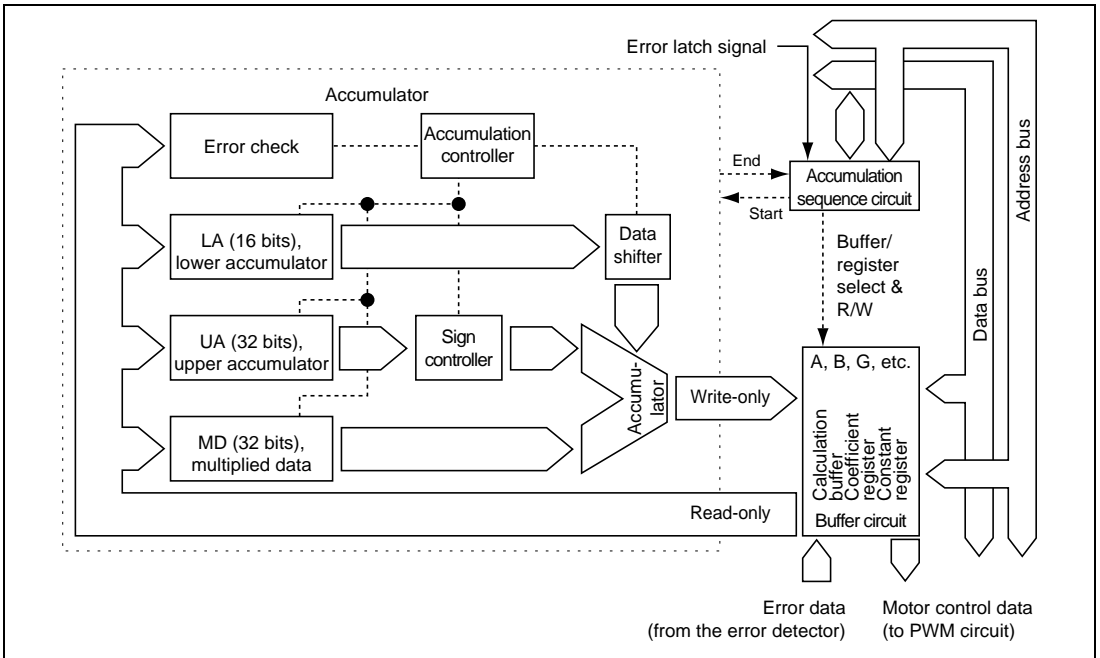 Error latch signal
Accumulator
Error check
Accumulation
controller
End
Start
Accumulation
sequence circuit
Address bus
Data bus
LA (16 bits),
lower accumulator
Data
shifter
Buffer/
register
select &
R/W
UA (32 bits),
upper accumulator
Sign
controller
Accumu-
lator
Write-only
A, B, G, etc.
Calculation
buffer
Coefficient
register
Constant
register
Buffer circuit
MD (32 bits),
multiplied data
Read-only
Error data
(from the error detector)
Motor control data
(to PWM circuit)